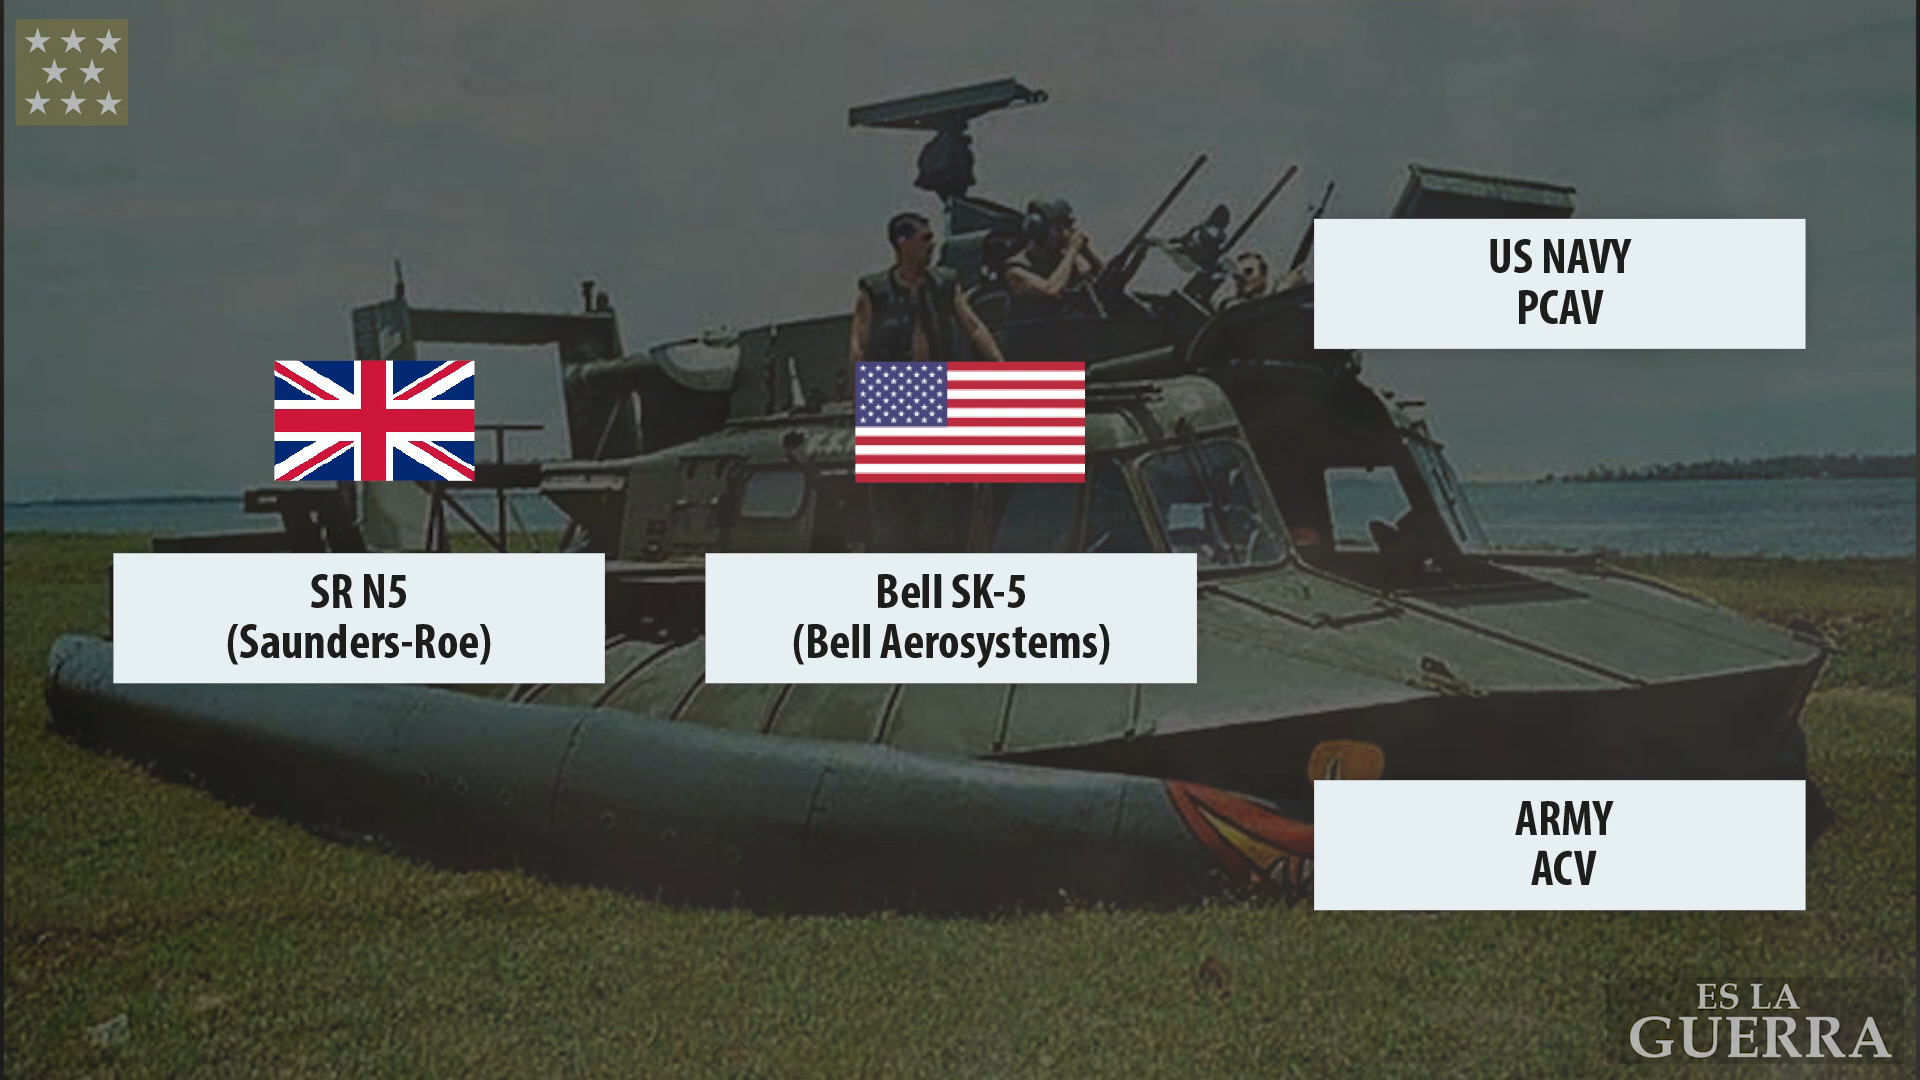 US NAVY
PCAV
SR N5
(Saunders-Roe)
Bell SK-5
(Bell Aerosystems)
ARMY
ACV
ES LA
GUERRA